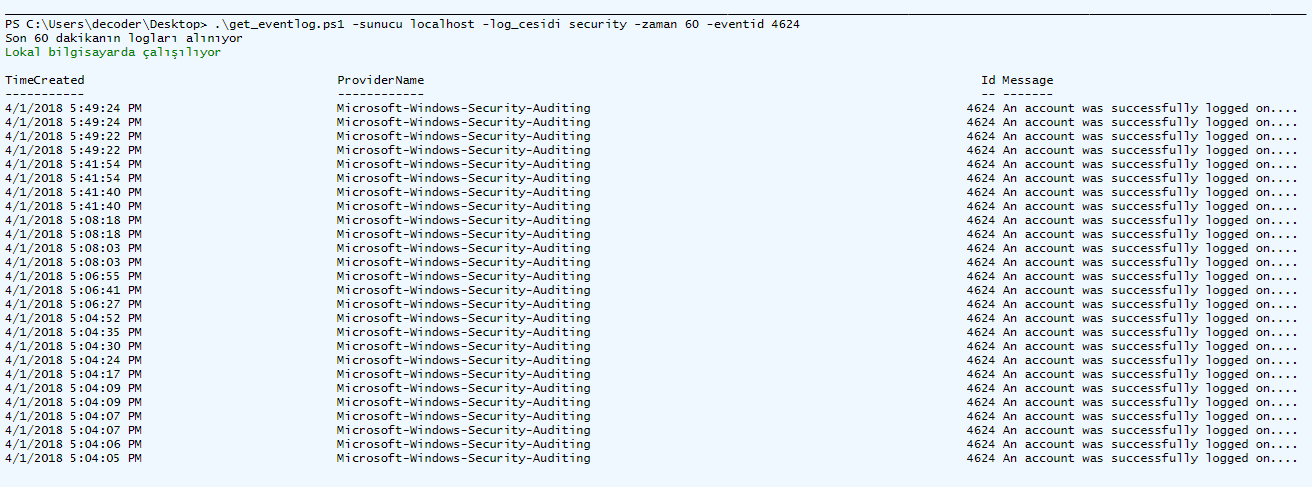 PS C:\Users\decoder\Desktop> .\get_eventlog.ps1 -sunucu localhost -log_cesidi security -zaman 60 -eventid 4624
Son 60 dakikanın logları alınıyor
Lokal bilgisayarda çalışılıyor
TimeCreated ProviderName Id Message
----------- ------------ -- -------
4/1/2018 5:49:24 PM Microsoft-Windows-Security-Auditing 4624 An account was successfully logged on....
4/1/2018 5:49:24 PM Microsoft-Windows-Security-Auditing 4624 An account was successfully logged on....
4/1/2018 5:49:22 PM Microsoft-Windows-Security-Auditing 4624 An account was successfully logged on....
4/1/2018 5:49:22 PM Microsoft-Windows-Security-Auditing 4624 An account was successfully logged on....
4/1/2018 5:41:54 PM Microsoft-Windows-Security-Auditing 4624 An account was successfully logged on....
4/1/2018 5:41:54 PM Microsoft-Windows-Security-Auditing 4624 An account was successfully logged on....
4/1/2018 5:41:40 PM Microsoft-Windows-Security-Auditing 4624 An account was successfully logged on....
4/1/2018 5:41:40 PM Microsoft-Windows-Security-Auditing 4624 An account was successfully logged on....
4/1/2018 5:08:18 PM Microsoft-Windows-Security-Auditing 4624 An account was successfully logged on....
4/1/2018 5:08:18 PM Microsoft-Windows-Security-Auditing 4624 An account was successfully logged on....
4/1/2018 5:08:03 PM Microsoft-Windows-Security-Auditing 4624 An account was successfully logged on....
4/1/2018 5:08:03 PM Microsoft-Windows-Security-Auditing 4624 An account was successfully logged on....
4/1/2018 5:06:55 PM Microsoft-Windows-Security-Auditing 4624 An account was successfully logged on....
4/1/2018 5:06:41 PM Microsoft-Windows-Security-Auditing 4624 An account was successfully logged on....
4/1/2018 5:06:27 PM Microsoft-Windows-Security-Auditing 4624 An account was successfully logged on....
4/1/2018 5:04:52 PM Microsoft-Windows-Security-Auditing 4624 An account was successfully logged on....
4/1/2018 5:04:35 PM Microsoft-Windows-Security-Auditing 4624 An account was successfully logged on....
4/1/2018 5:04:30 PM Microsoft-Windows-Security-Auditing 4624 An account was successfully logged on....
4/1/2018 5:04:24 PM Microsoft-Windows-Security-Auditing 4624 An account was successfully logged on....
4/1/2018 5:04:17 PM Microsoft-Windows-Security-Auditing 4624 An account was successfully logged on....
4/1/2018 5:04:09 PM Microsoft-Windows-Security-Auditing 4624 An account was successfully logged on....
4/1/2018 5:04:09 PM Microsoft-Windows-Security-Auditing 4624 An account was successfully logged on....
4/1/2018 5:04:07 PM Microsoft-Windows-Security-Auditing 4624 An account was successfully logged on....
4/1/2018 5:04:07 PM Microsoft-Windows-Security-Auditing 4624 An account was successfully logged on....
4/1/2018 5:04:06 PM Microsoft-Windows-Security-Auditing 4624 An account was successfully logged on....
4/1/2018 5:04:05 PM Microsoft-Windows-Security-Auditing 4624 An account was successfully logged on....